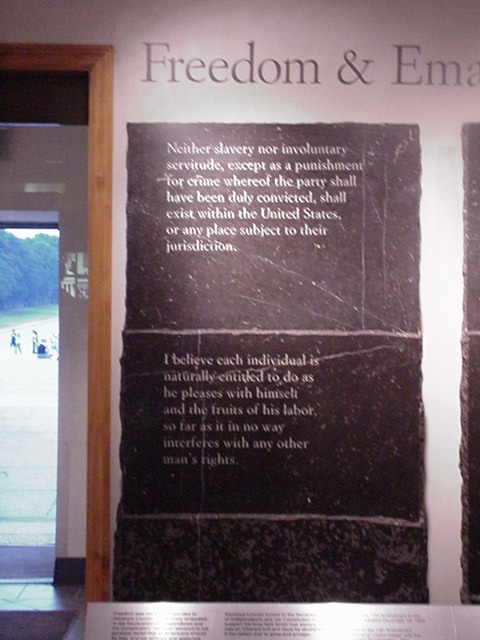 Freedom & Ema
Neither slavery nor involuntary
servitude, except as a punishment
for crime whereof the party shall
have been duly convicted, shall
exist within the United States,
or any place subject to their
jurisdiction.
I believe each individual is
naturally entitled to do as
he pleases with himself
and the fruits of his labor,
so far as it in no way
interferes with any other
man's rights.